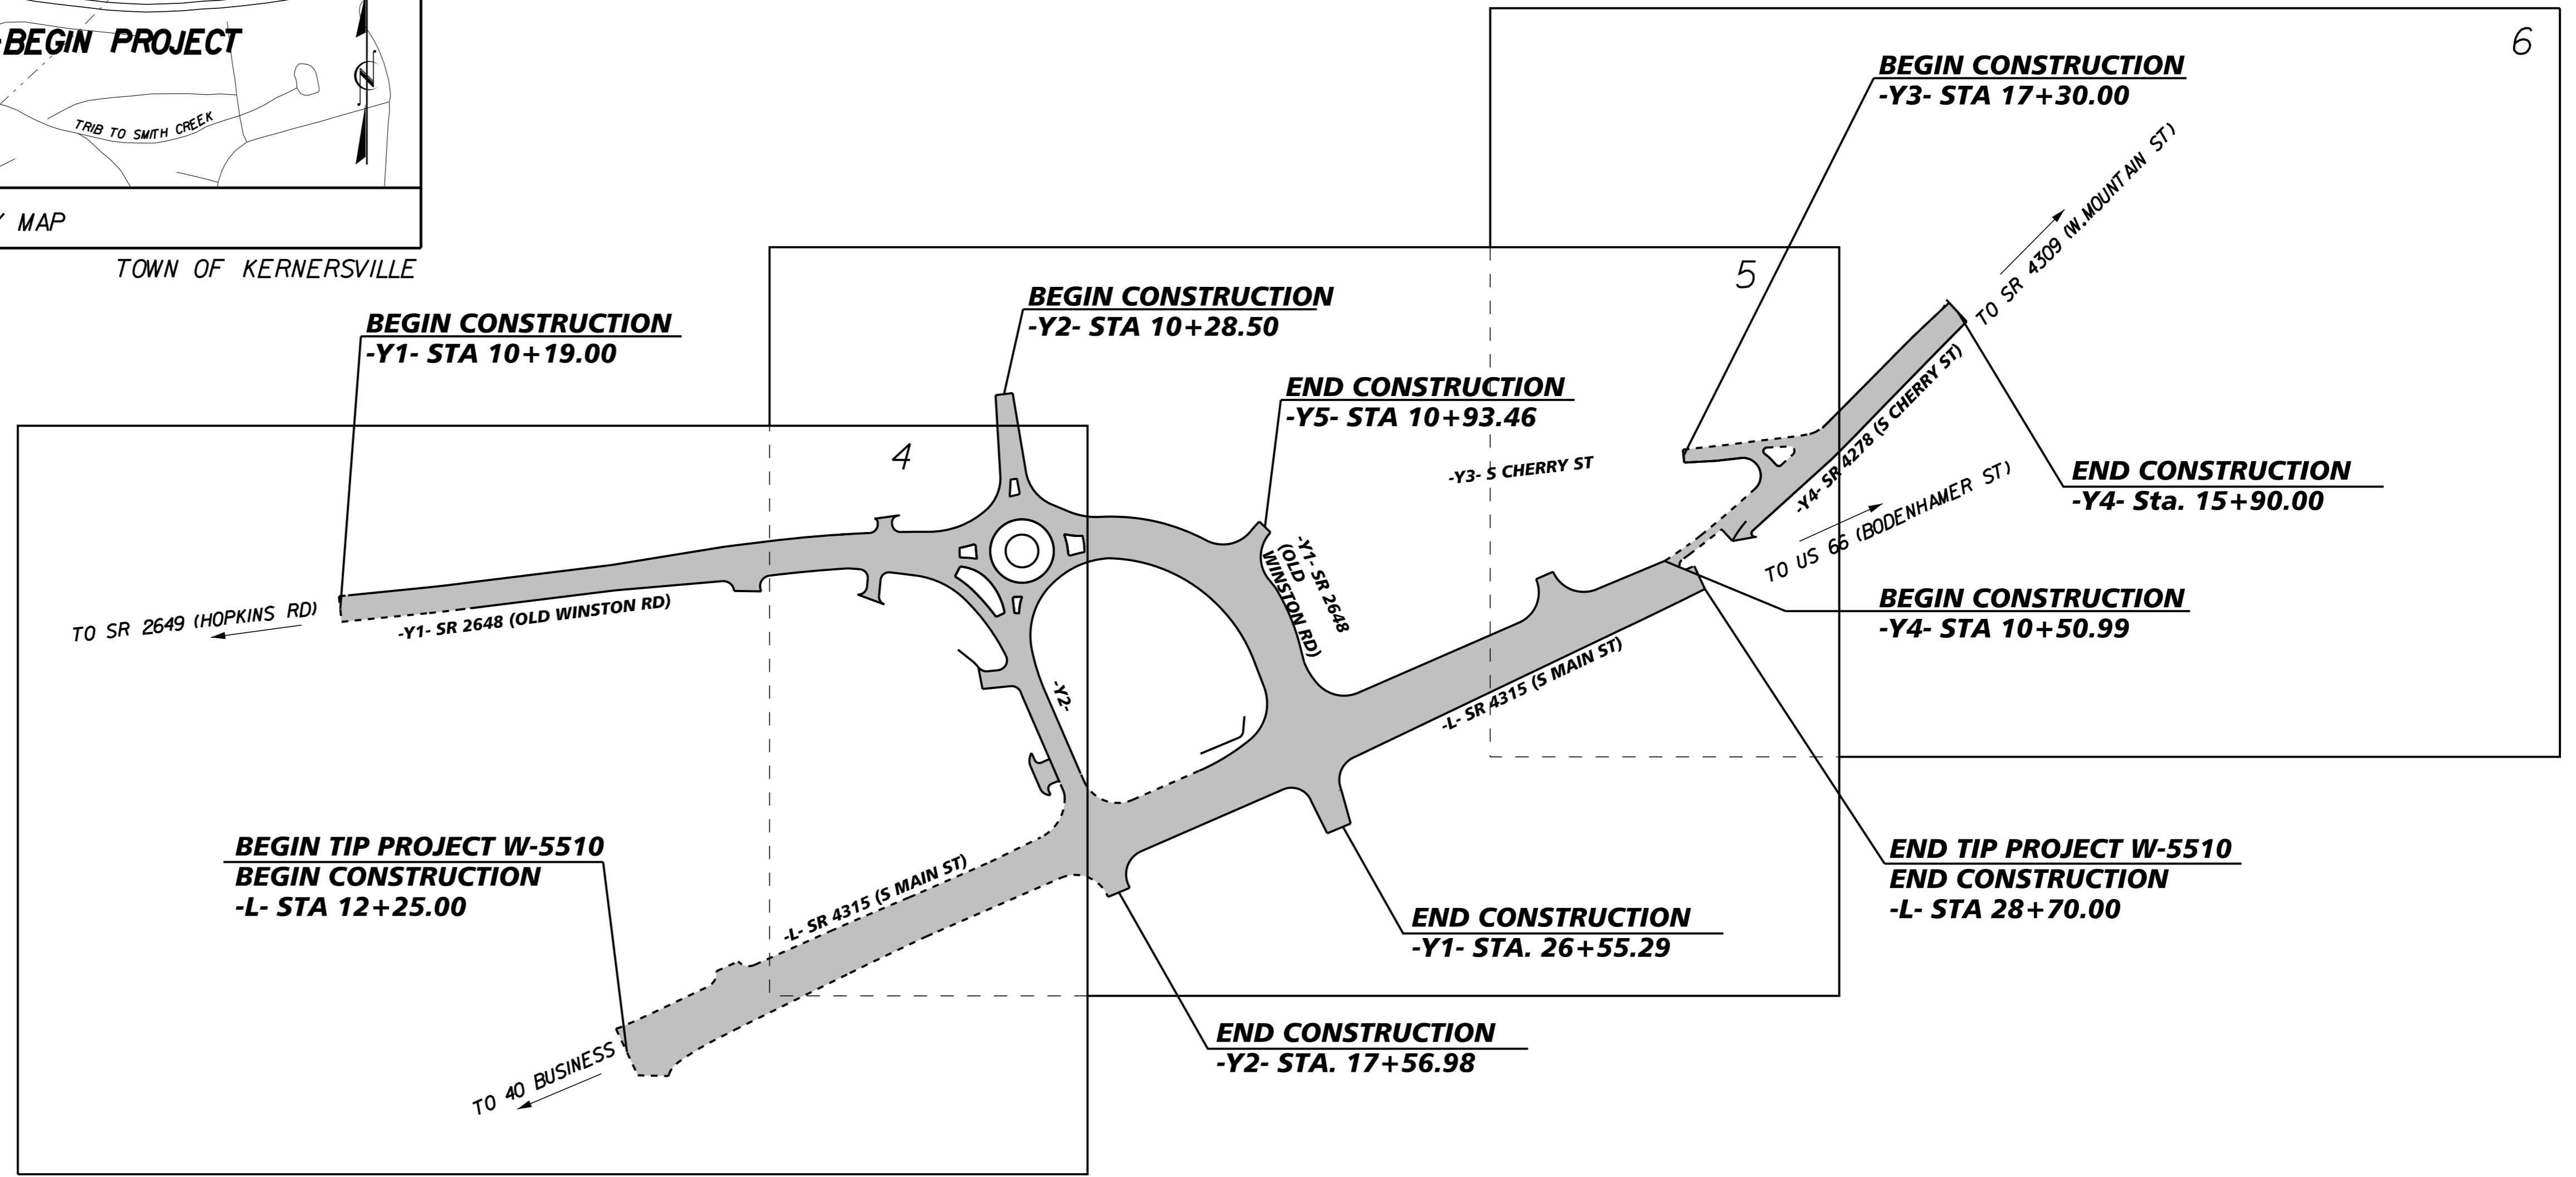 BEGIN PROJECT
TRIB TO SMITH CREEK
MAP
TOWN OF KERNERSVILLE
6
BEGIN CONSTRUCTION
-Y3- STA 17+30.00
TO SR 4309 (W.MOUNTAIN ST)
5
BEGIN CONSTRUCTION
-Y2- STA 10+28.50
BEGIN CONSTRUCTION
-Y1- STA 10+19.00
END CONSTRUCTION
-Y5- STA 10+93.46
4
-Y3- S CHERRY ST
-Y4- SR 4278 (S CHERRY ST)
END CONSTRUCTION
-Y4- Sta. 15+90.00
TO US 66 (BODENHAMER ST)
-Y1- SR 2648
(OLD
WINSTON RD)
TO SR 2649 (HOPKINS RD)
-Y1- SR 2648 (OLD WINSTON RD)
BEGIN CONSTRUCTION
-Y4- STA 10+50.99
-Y2-
-L- SR 4315 (S MAIN ST)
BEGIN TIP PROJECT W-5510
BEGIN CONSTRUCTION
-L- STA 12+25.00
-L- SR 4315 (S MAIN ST)
END TIP PROJECT W-5510
END CONSTRUCTION
-L- STA 28+70.00
END CONSTRUCTION
-Y1- STA. 26+55.29
END CONSTRUCTION
-Y2- STA. 17+56.98
TO 40 BUSINESS